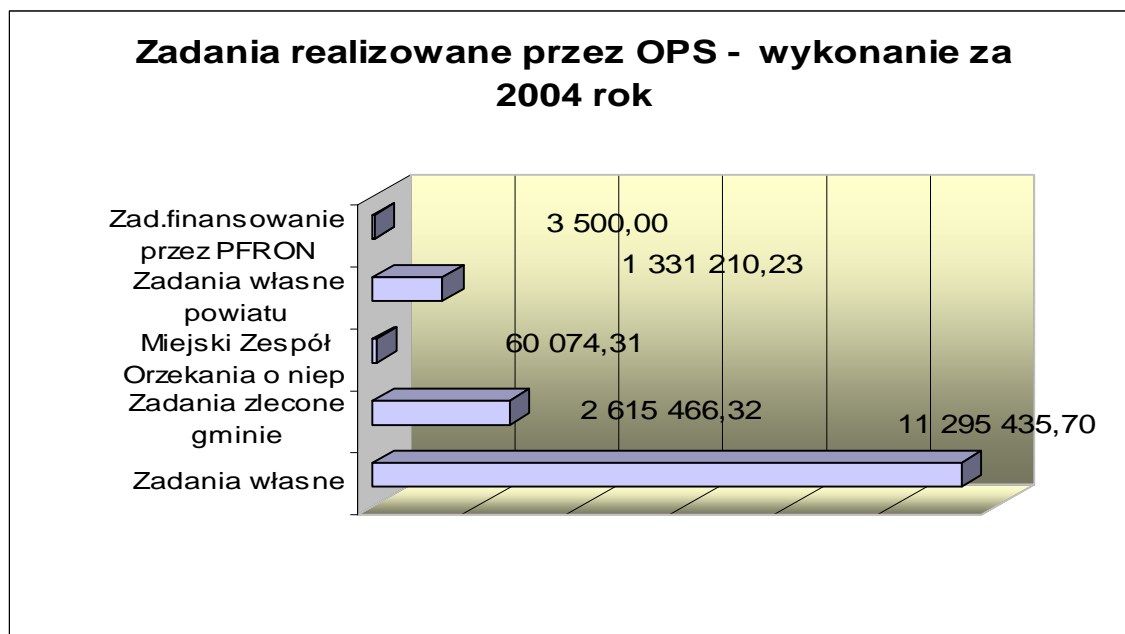 Zadania realizowane przez OPS - wykonanie za
2004 rok
Zad.finansowanie
przez PFRON
3 500,00
Zadania własne
powiatu
1 331 210,23
Miejski Zespół
Orzekania o niep
60 074,31
Zadania zlecone
gminie
2 615 466,32
Zadania własne
11 295 435,70